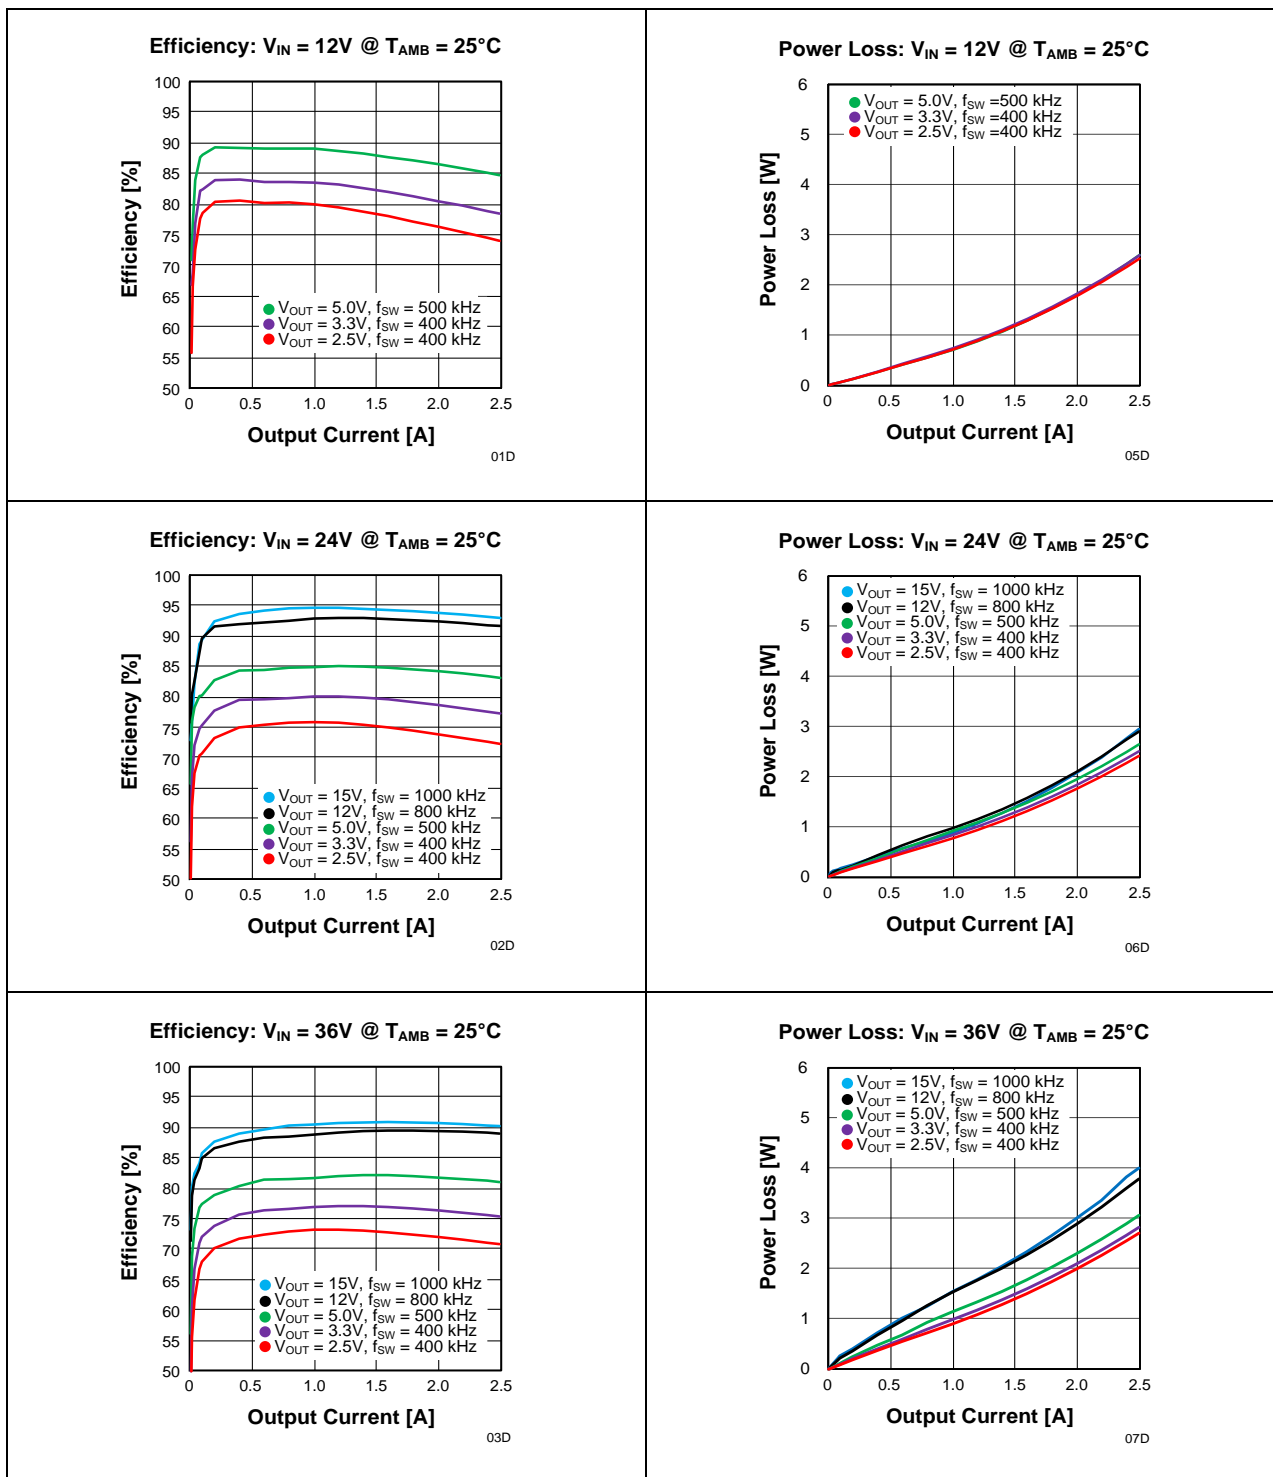 Efficiency: VIN = 12V @ TAMB = 25°C
Efficiency [%]
100
95
90
85
80
75
70
65
60
55
50
VOUT = 5.0V, fSW = 500 kHz
VOUT = 3.3V, fSW = 400 kHz
VOUT = 2.5V, fSW = 400 kHz
0 0.5 1.0 1.5 2.0 2.5
Output Current [A]
01D
Power Loss: VIN = 12V @ TAMB = 25°C
Power Loss [W]
6
5
4
3
2
1
0
VOUT = 5.0V, fSW =500 kHz
VOUT = 3.3V, fSW =400 kHz
VOUT = 2.5V, fSW =400 kHz
0 0.5 1.0 1.5 2.0 2.5
Output Current [A]
05D
Efficiency: VIN = 24V @ TAMB = 25°C
Efficiency [%]
100
95
90
85
80
75
70
65
60
55
50
VOUT = 15V, fSW = 1000 kHz
VOUT = 12V, fSW = 800 kHz
VOUT = 5.0V, fSW = 500 kHz
VOUT = 3.3V, fSW = 400 kHz
VOUT = 2.5V, fSW = 400 kHz
0 0.5 1.0 1.5 2.0 2.5
Output Current [A]
02D
Power Loss: VIN = 24V @ TAMB = 25°C
Power Loss [W]
6
5
4
3
2
1
0
VOUT = 15V, fSW = 1000 kHz
VOUT = 12V, fSW = 800 kHz
VOUT = 5.0V, fSW = 500 kHz
VOUT = 3.3V, fSW = 400 kHz
VOUT = 2.5V, fSW = 400 kHz
0 0.5 1.0 1.5 2.0 2.5
Output Current [A]
06D
Efficiency: VIN = 36V @ TAMB = 25°C
Efficiency [%]
100
95
90
85
80
75
70
65
60
55
50
VOUT = 15V, fSW = 1000 kHz
VOUT = 12V, fSW = 800 kHz
VOUT = 5.0V, fSW = 500 kHz
VOUT = 3.3V, fSW = 400 kHz
VOUT = 2.5V, fSW = 400 kHz
0 0.5 1.0 1.5 2.0 2.5
Output Current [A]
03D
Power Loss: VIN = 36V @ TAMB = 25°C
Power Loss [W]
6
5
4
3
2
1
0
VOUT = 15V, fSW = 1000 kHz
VOUT = 12V, fSW = 800 kHz
VOUT = 5.0V, fSW = 500 kHz
VOUT = 3.3V, fSW = 400 kHz
VOUT = 2.5V, fSW = 400 kHz
0 0.5 1.0 1.5 2.0 2.5
Output Current [A]
07D